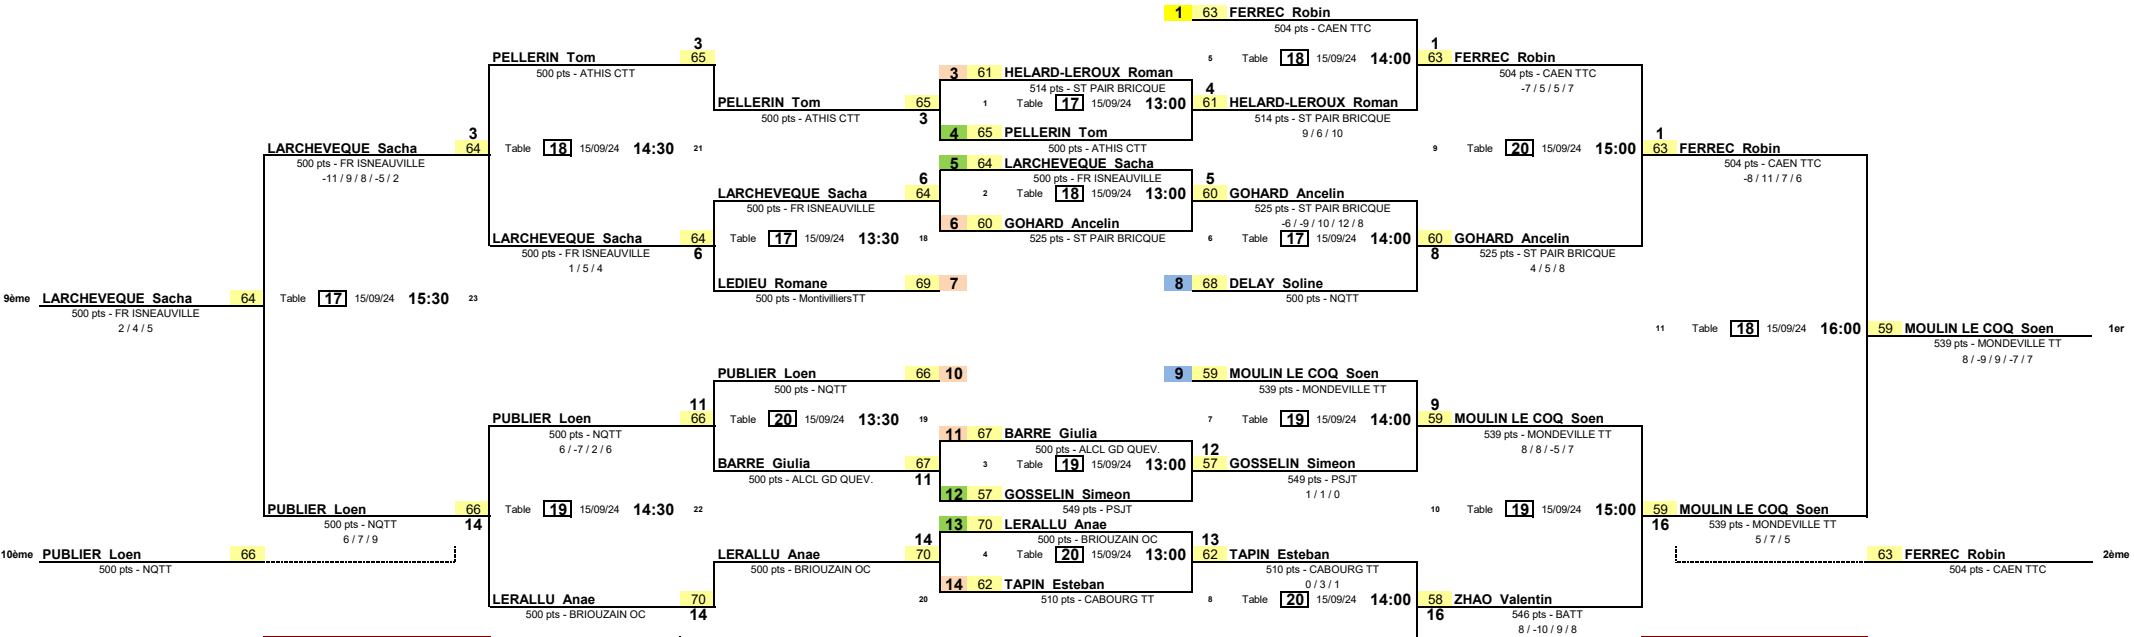 1 63 FERREC Robin
504 pts - CAEN TTC
3 1
PELLERIN Tom 65 5 Table 18 15/09/24 14:00 63 FERREC Robin
500 pts - ATHIS CTT 3 61 HELARD-LEROUX Roman 504 pts - CAEN TTC
514 pts - ST PAIR BRICQUE 4 -7 / 5 / 5 / 7
PELLERIN Tom 65 1 Table 17 15/09/24 13:00 61 HELARD-LEROUX Roman
500 pts - ATHIS CTT 3 514 pts - ST PAIR BRICQUE
3 4 65 PELLERIN Tom 9 / 6 / 10 1
LARCHEVEQUE Sacha 64 Table 18 15/09/24 14:30 21 500 pts - ATHIS CTT 9 Table 20 15/09/24 15:00 63 FERREC Robin
500 pts - FR ISNEAUVILLE 5 64 LARCHEVEQUE Sacha 504 pts - CAEN TTC
-11 / 9 / 8 / -5 / 2 6 500 pts - FR ISNEAUVILLE 5 -8 / 11 / 7 / 6
LARCHEVEQUE Sacha 64 2 Table 18 15/09/24 13:00 60 GOHARD Ancelin
500 pts - FR ISNEAUVILLE 525 pts - ST PAIR BRICQUE
6 60 GOHARD Ancelin -6 / -9 / 10 / 12 / 8
LARCHEVEQUE Sacha 64 Table 17 15/09/24 13:30 18 525 pts - ST PAIR BRICQUE 6 Table 17 15/09/24 14:00 60 GOHARD Ancelin
500 pts - FR ISNEAUVILLE 6 8 525 pts - ST PAIR BRICQUE
1 / 5 / 4 4 / 5 / 8
LEDIEU Romane 69 7 8 68 DELAY Soline
9ème LARCHEVEQUE Sacha 64 Table 17 15/09/24 15:30 23 500 pts - MontivilliersTT 500 pts - NQTT
500 pts - FR ISNEAUVILLE
2 / 4 / 5 11 Table 18 15/09/24 16:00 59 MOULIN LE COQ Soen 1er
539 pts - MONDEVILLE TT
8 / -9 / 9 / -7 / 7
PUBLIER Loen 66 10 9 59 MOULIN LE COQ Soen
500 pts - NQTT 539 pts - MONDEVILLE TT
11 9
PUBLIER Loen 66 Table 20 15/09/24 13:30 19 7 Table 19 15/09/24 14:00 59 MOULIN LE COQ Soen
500 pts - NQTT 11 67 BARRE Giulia 539 pts - MONDEVILLE TT
6 / -7 / 2 / 6 500 pts - ALCL GD QUEV. 12 8 / 8 / -5 / 7
BARRE Giulia 67 3 Table 19 15/09/24 13:00 57 GOSSELIN Simeon
500 pts - ALCL GD QUEV. 11 549 pts - PSJT
12 57 GOSSELIN Simeon 1 / 1 / 0
PUBLIER Loen 66 Table 19 15/09/24 14:30 22 549 pts - PSJT 10 Table 19 15/09/24 15:00 59 MOULIN LE COQ Soen
500 pts - NQTT 14 13 70 LERALLU Anae 16 539 pts - MONDEVILLE TT
6 / 7 / 9 14 500 pts - BRIOUZAIN OC 13 5 / 7 / 5
10ème PUBLIER Loen 66 LERALLU Anae 70 4 Table 20 15/09/24 13:00 62 TAPIN Esteban 63 FERREC Robin 2ème
500 pts - NQTT 500 pts - BRIOUZAIN OC 510 pts - CABOURG TT 504 pts - CAEN TTC
14 62 TAPIN Esteban 0 / 3 / 1
LERALLU Anae 70 20 510 pts - CABOURG TT 8 Table 20 15/09/24 14:00 58 ZHAO Valentin
500 pts - BRIOUZAIN OC 14 16 546 pts - BATT
8 / -10 / 9 / 8